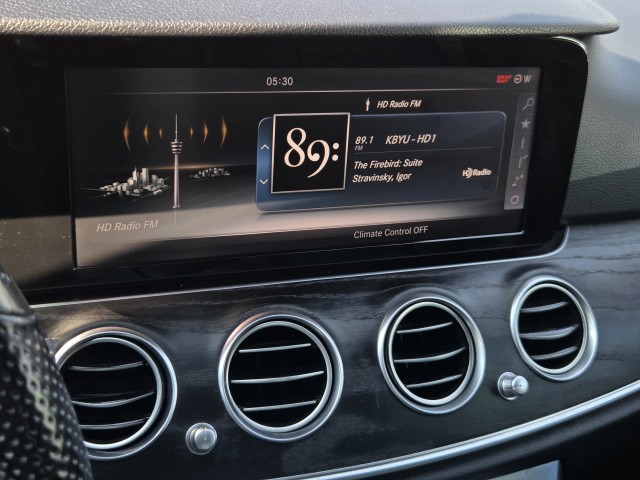 05:30
W
HD Radio FM
89:
89.1 KBYU - HD1
FM
The Firebird: Suite
Stravinsky, Igor
HD Radio
HD Radio FM
Climate Control OFF